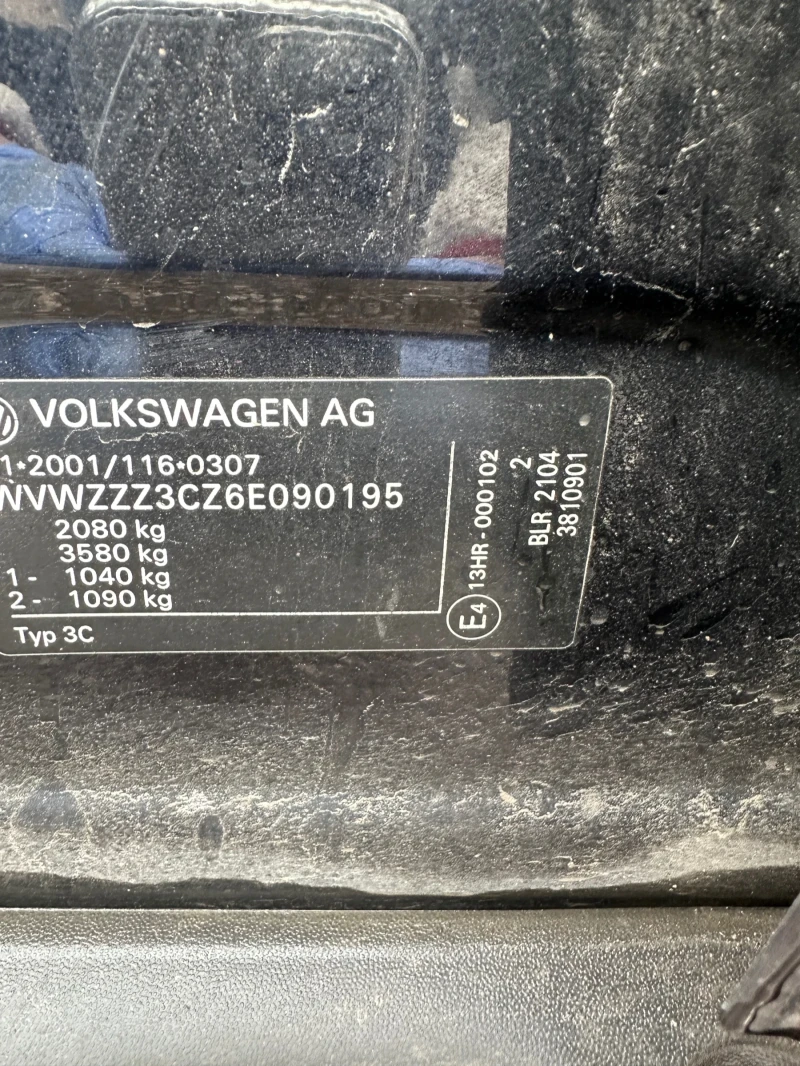 VOLKSWAGEN AG
1*2001/116*0307
WVWZZZ3CZ6E090195
2080 kg
3580 kg
1 - 1040 kg
2 - 1090 kg
Typ 3C
E4 13HR-000102
2
BLR 2104
3810901